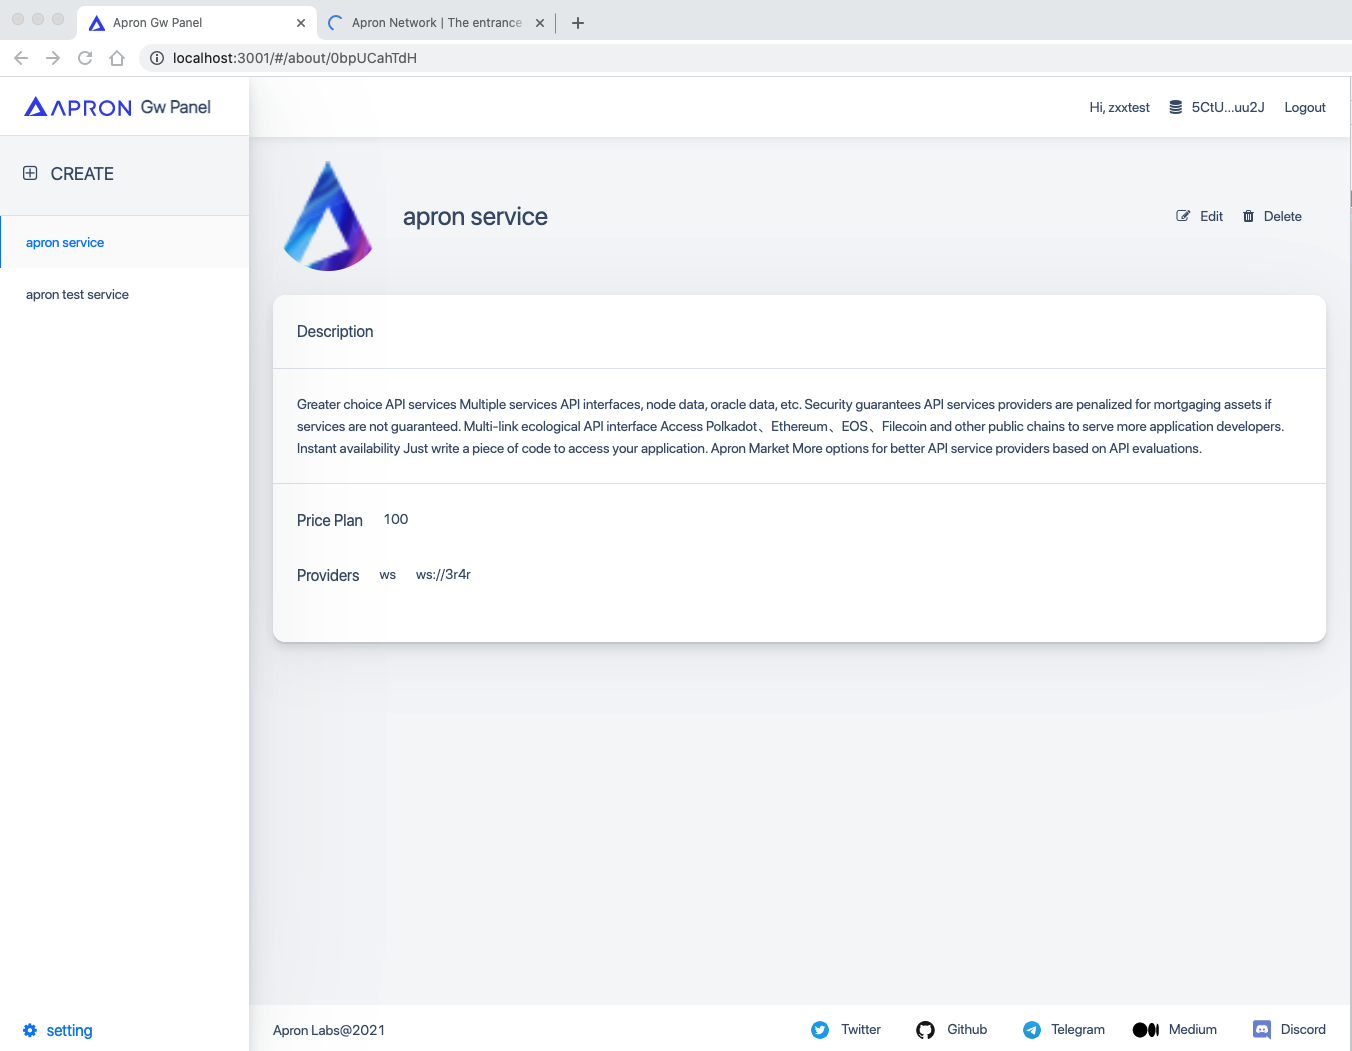 Apron Gw Panel
Apron Network | The entrance
localhost:3001/#/about/0bpUCahTdH
APRON Gw Panel
Hi, zxxtest 5CtU...uu2J Logout
CREATE
apron service
apron test service
apron service
Edit Delete
Description
Greater choice API services Multiple services API interfaces, node data, oracle data, etc. Security guarantees API services providers are penalized for mortgaging assets if
services are not guaranteed. Multi-link ecological API interface Access Polkadot、Ethereum、EOS、Filecoin and other public chains to serve more application developers.
Instant availability Just write a piece of code to access your application. Apron Market More options for better API service providers based on API evaluations.
Price Plan 100
Providers ws ws://3r4r
setting
Apron Labs@2021
Twitter Github Telegram Medium Discord